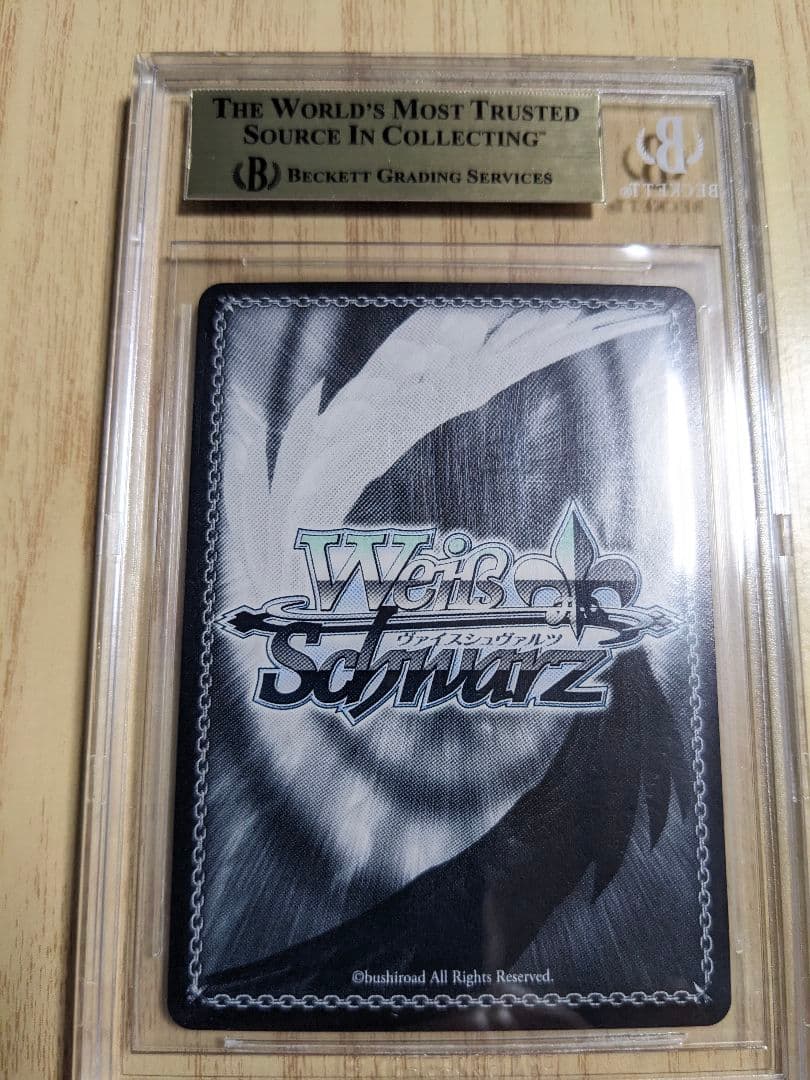 THE WORLD'S MOST TRUSTED
SOURCE IN COLLECTING™
B BECKETT GRADING SERVICES
B
BECKETT
Weiß
ヴァイスシュヴァルツ
Schwarz
©bushiroad All Rights Reserved.